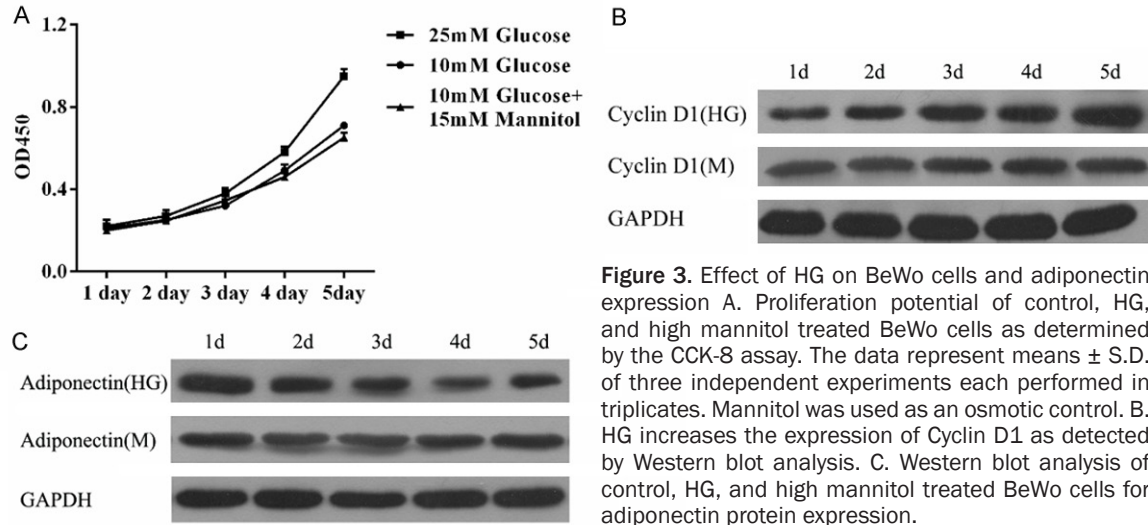 A
1.2
0.8
0.4
0.0
OD450
1 day 2 day 3 day 4 day 5day
25mM Glucose
10mM Glucose
10mM Glucose+
15mM Mannitol
B
1d 2d 3d 4d 5d
Cyclin D1(HG)
Cyclin D1(M)
GAPDH
C
1d 2d 3d 4d 5d
Adiponectin(HG)
Adiponectin(M)
GAPDH
Figure 3. Effect of HG on BeWo cells and adiponectin
expression A. Proliferation potential of control, HG,
and high mannitol treated BeWo cells as determined
by the CCK-8 assay. The data represent means ± S.D.
of three independent experiments each performed in
triplicates. Mannitol was used as an osmotic control. B.
HG increases the expression of Cyclin D1 as detected
by Western blot analysis. C. Western blot analysis of
control, HG, and high mannitol treated BeWo cells for
adiponectin protein expression.